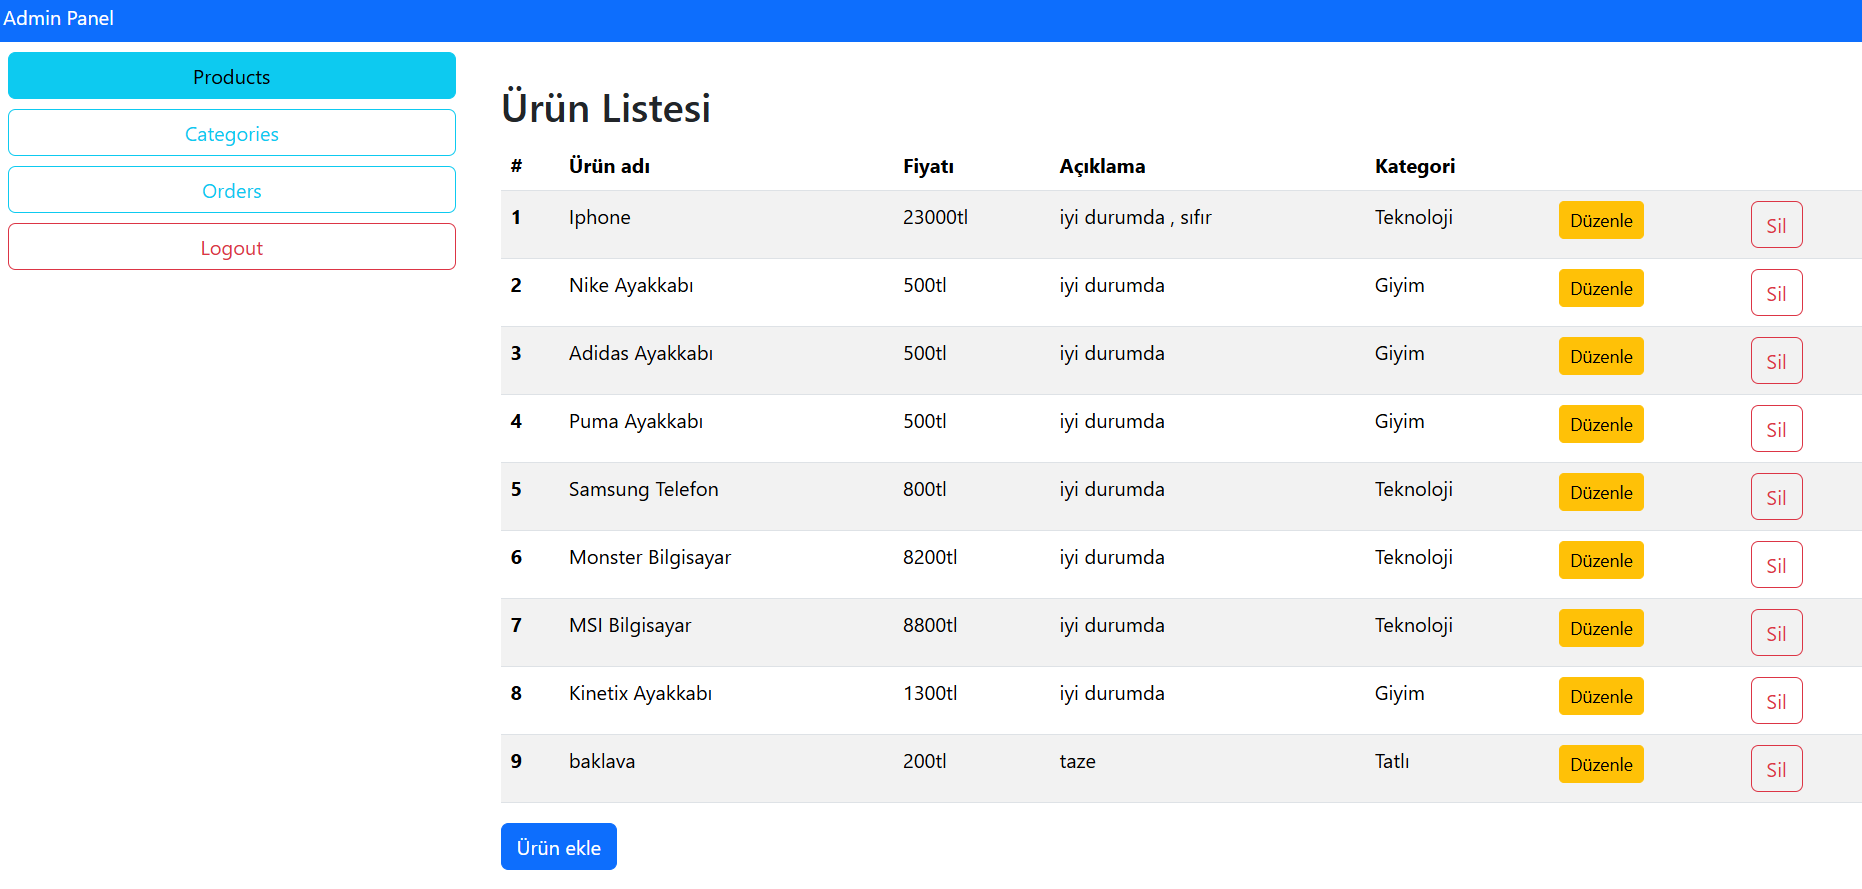 Admin Panel
Products
Categories
Orders
Logout
Ürün Listesi
# Ürün adı Fiyatı Açıklama Kategori
1 Iphone 23000tl iyi durumda , sıfır Teknoloji Düzenle Sil
2 Nike Ayakkabı 500tl iyi durumda Giyim Düzenle Sil
3 Adidas Ayakkabı 500tl iyi durumda Giyim Düzenle Sil
4 Puma Ayakkabı 500tl iyi durumda Giyim Düzenle Sil
5 Samsung Telefon 800tl iyi durumda Teknoloji Düzenle Sil
6 Monster Bilgisayar 8200tl iyi durumda Teknoloji Düzenle Sil
7 MSI Bilgisayar 8800tl iyi durumda Teknoloji Düzenle Sil
8 Kinetix Ayakkabı 1300tl iyi durumda Giyim Düzenle Sil
9 baklava 200tl taze Tatlı Düzenle Sil
Ürün ekle